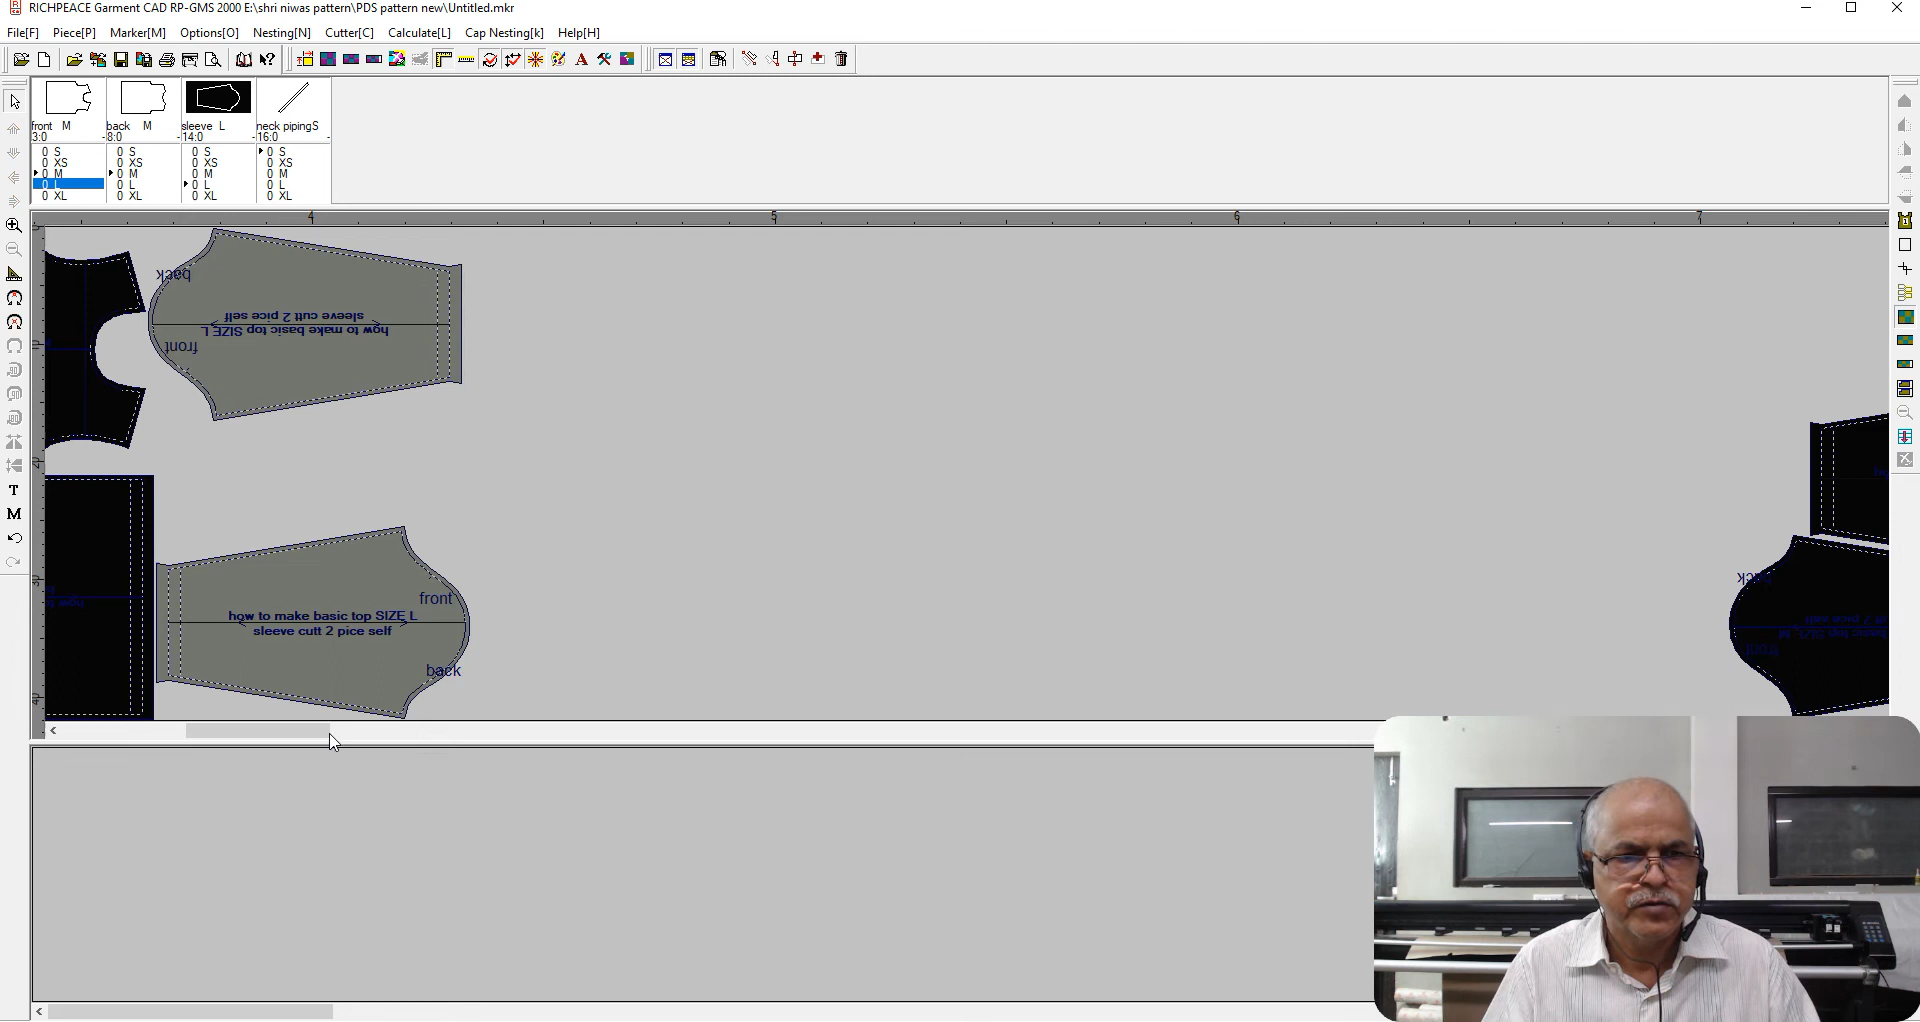 RICHPEACE Garment CAD RP-GMS 2000 E:\shri niwas pattern\PDS pattern new\Untitled.mkr
File[F] Piece[P] Marker[M] Options[O] Nesting[N] Cutter[C] Calculate[L] Cap Nesting[k] Help[H]
front M back M sleeve L neck pipingS
3:0 - 8:0 - 14:0 - 16:0 -
0 S 0 S 0 S 0 S
0 XS 0 XS 0 XS 0 XS
0 M 0 M 0 M 0 M
0 L 0 L 0 L 0 L
0 XL 0 XL 0 XL 0 XL
4 5 6 7
back
how to make basic top SIZE L
sleeve cutt 2 pice self
front
20
30
front
how to make basic top SIZE L
sleeve cutt 2 pice self
back
back
front
T
M